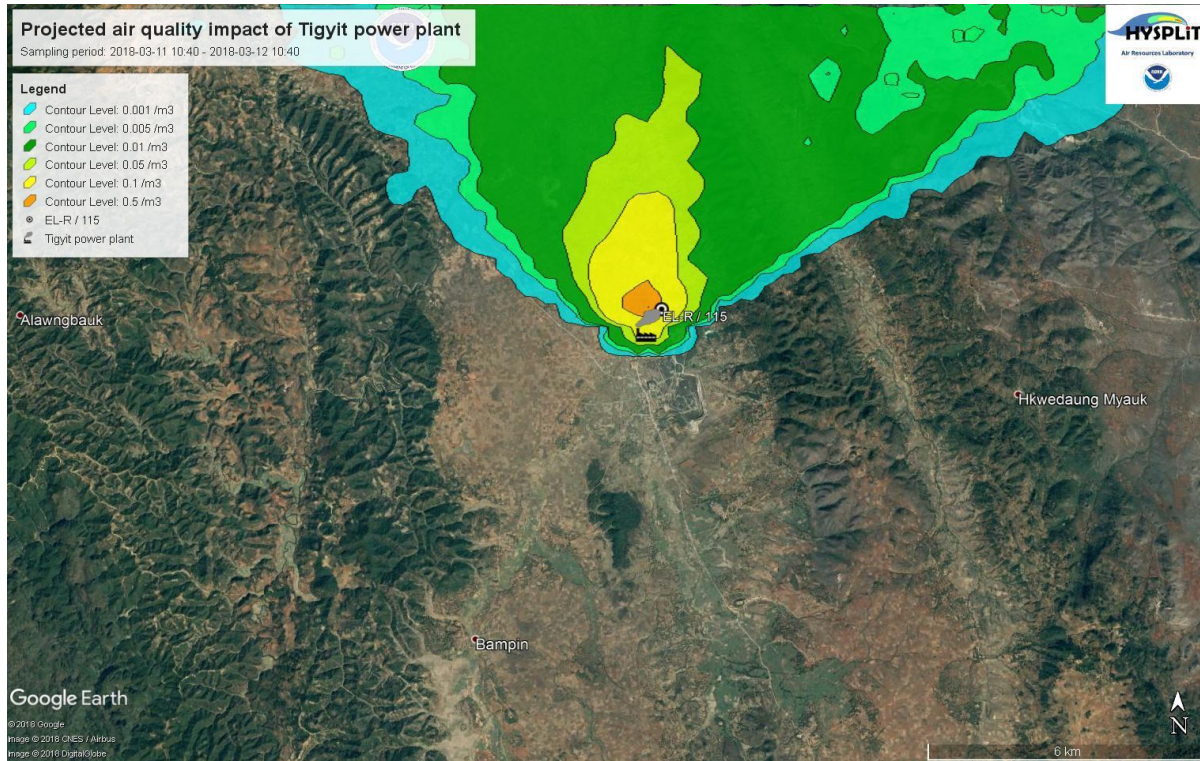 Projected air quality impact of Tigyit power plant
Sampling period: 2018-03-11 10:40 - 2018-03-12 10:40
HYSPLIT
Air Resources Laboratory
NOAA
Legend
Contour Level: 0.001 /m3
Contour Level: 0.005 /m3
Contour Level: 0.01 /m3
Contour Level: 0.05 /m3
Contour Level: 0.1 /m3
Contour Level: 0.5 /m3
EL-R / 115
Tigyit power plant
EL-R / 115
Alawngbauk
Hkwedaung Myauk
Bampin
Google Earth
© 2018 Google
Image © 2018 CNES / Airbus
Image © 2018 DigitalGlobe
N
6 km